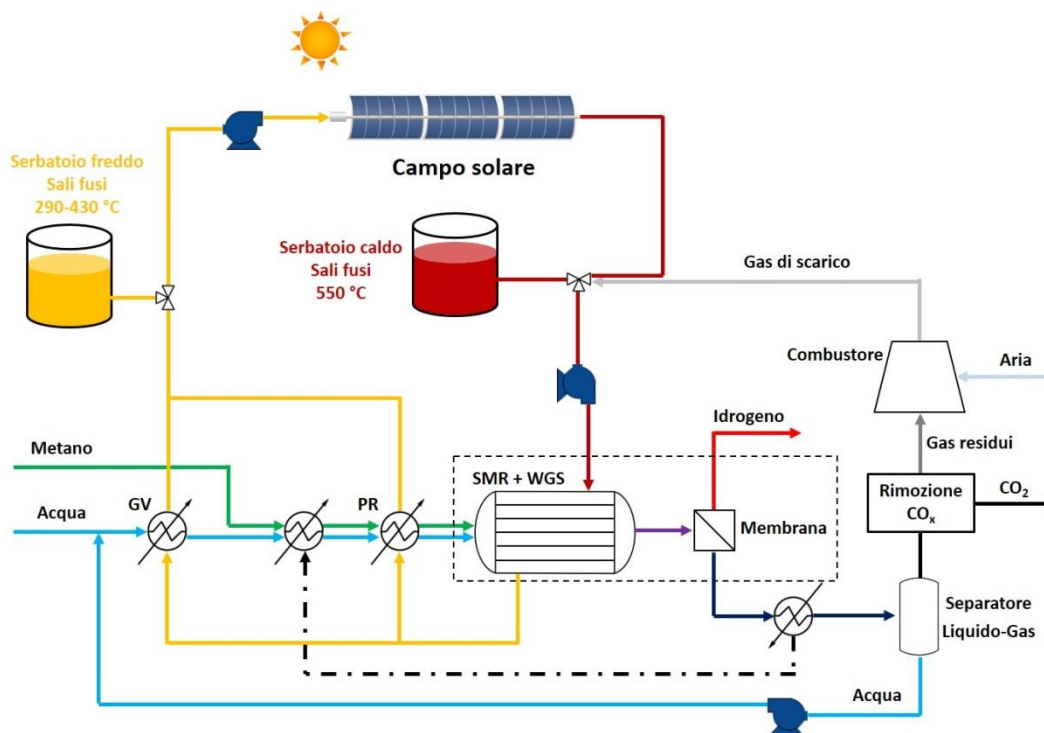 Serbatoio freddo
Sali fusi
290-430 °C
Campo solare
Serbatoio caldo
Sali fusi
550 °C
Gas di scarico
Combustore
Aria
Idrogeno
Gas residui
Metano
SMR + WGS
Rimozione
COₓ
CO₂
GV
PR
Acqua
Membrana
Separatore
Liquido-Gas
Acqua